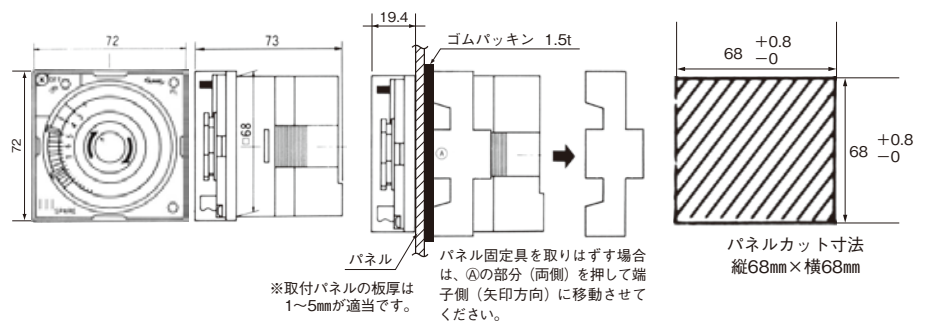 72
72
73
□68
19.4
ゴムパッキン 1.5t
Ⓐ
パネル
※取付パネルの板厚は
1〜5㎜が適当です。
パネル固定具を取りはずす場合
は、Ⓐの部分（両側）を押して端
子側（矢印方向）に移動させて
ください。
68 +0.8
−0
68 +0.8
−0
パネルカット寸法
縦68㎜×横68㎜